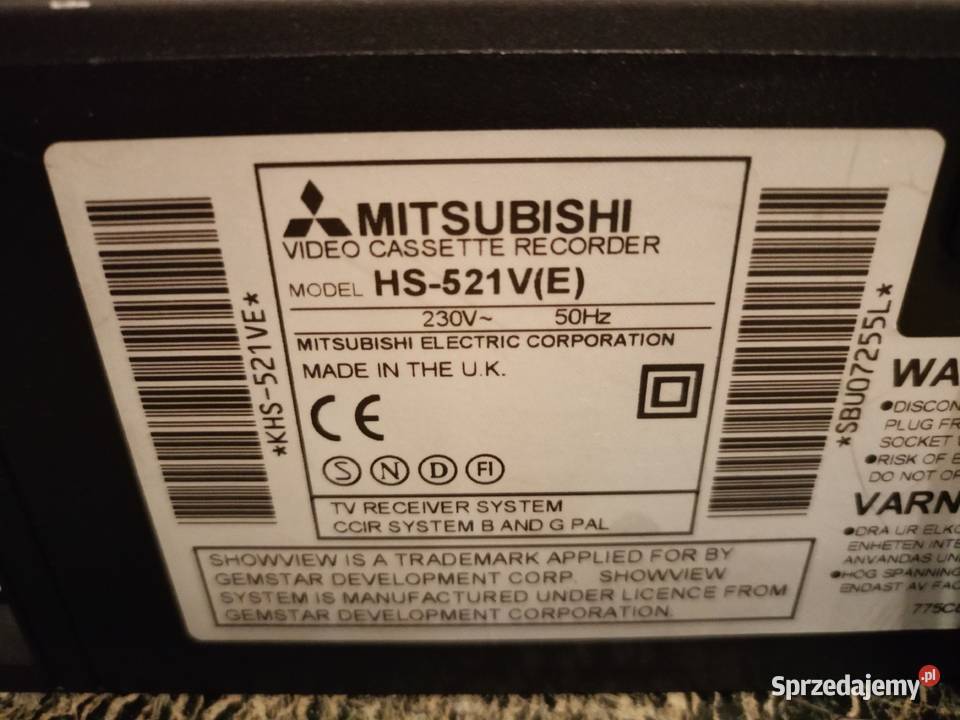 MITSUBISHI
VIDEO CASSETTE RECORDER
MODEL HS-521V(E)
230V~ 50Hz
MITSUBISHI ELECTRIC CORPORATION
MADE IN THE U.K.
CE
S N D FI
TV RECEIVER SYSTEM
CCIR SYSTEM B AND G PAL
SHOWVIEW IS A TRADEMARK APPLIED FOR BY
GEMSTAR DEVELOPMENT CORP. SHOWVIEW
SYSTEM IS MANUFACTURED UNDER LICENCE FROM
GEMSTAR DEVELOPMENT CORPORATION.
*KHS-521VE*
*SBU07255L*
WA
●DISCON
PLUG FR
SOCKET
●RISK OF
DO NOT OP
VARN
●DRA UR ELKO
ENHETEN INTE
ANVANDAS UN
●HOG SPANNING
ENDAST AV FAC
Sprzedajemy.pl